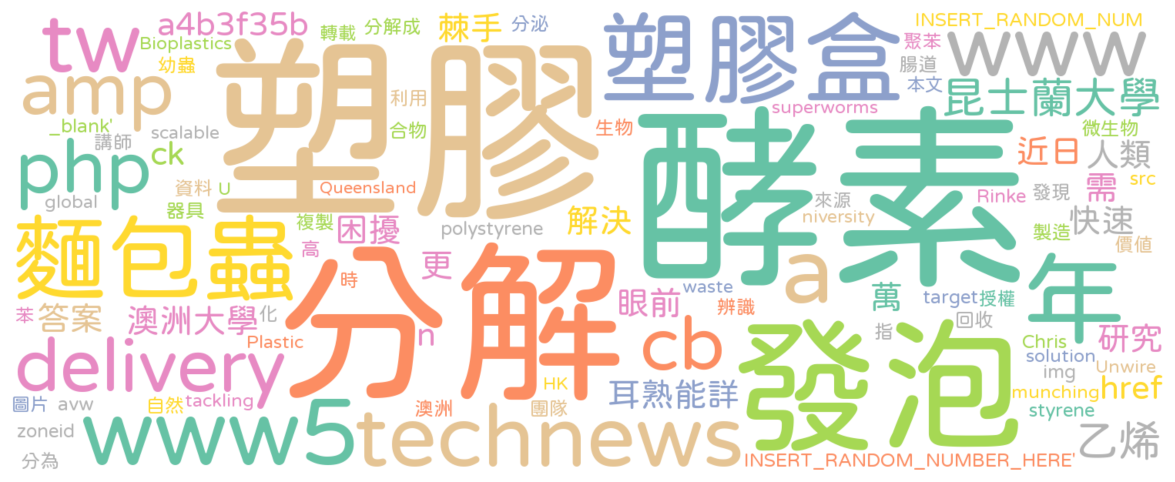 INSERT_RANDOM_NUM
tw
a4b3f35b
轉載
分解成
棘手
分泌
塑膠盒
聚苯
www
Bioplastics
幼蟲
塑膠
腸道
amp
利用
本文
昆士蘭大學
_blank'
superworms
scalable
講師
合物
生物
酵素
微生物
php
ck
近日
人類
資料
U
Queensland
src
global
來源
Rinke
發現
需
器具
複製
困擾
polystyrene
解決
niversity
快速
麵包蟲
高
製造
價值
更
分解
時
a
waste
眼前
萬
target
授權
年
辨識
回收
苯
答案
澳洲大學
化
n
cb
指
Plastic
發泡
Chris
研究
solution
delivery
img
Unwire
HK
耳熟能詳
munching
href
圖片
avw
自然
tackling
澳洲
團隊
styrene
zoneid
www5
technews
乙烯
分為
INSERT_RANDOM_NUMBER_HERE'